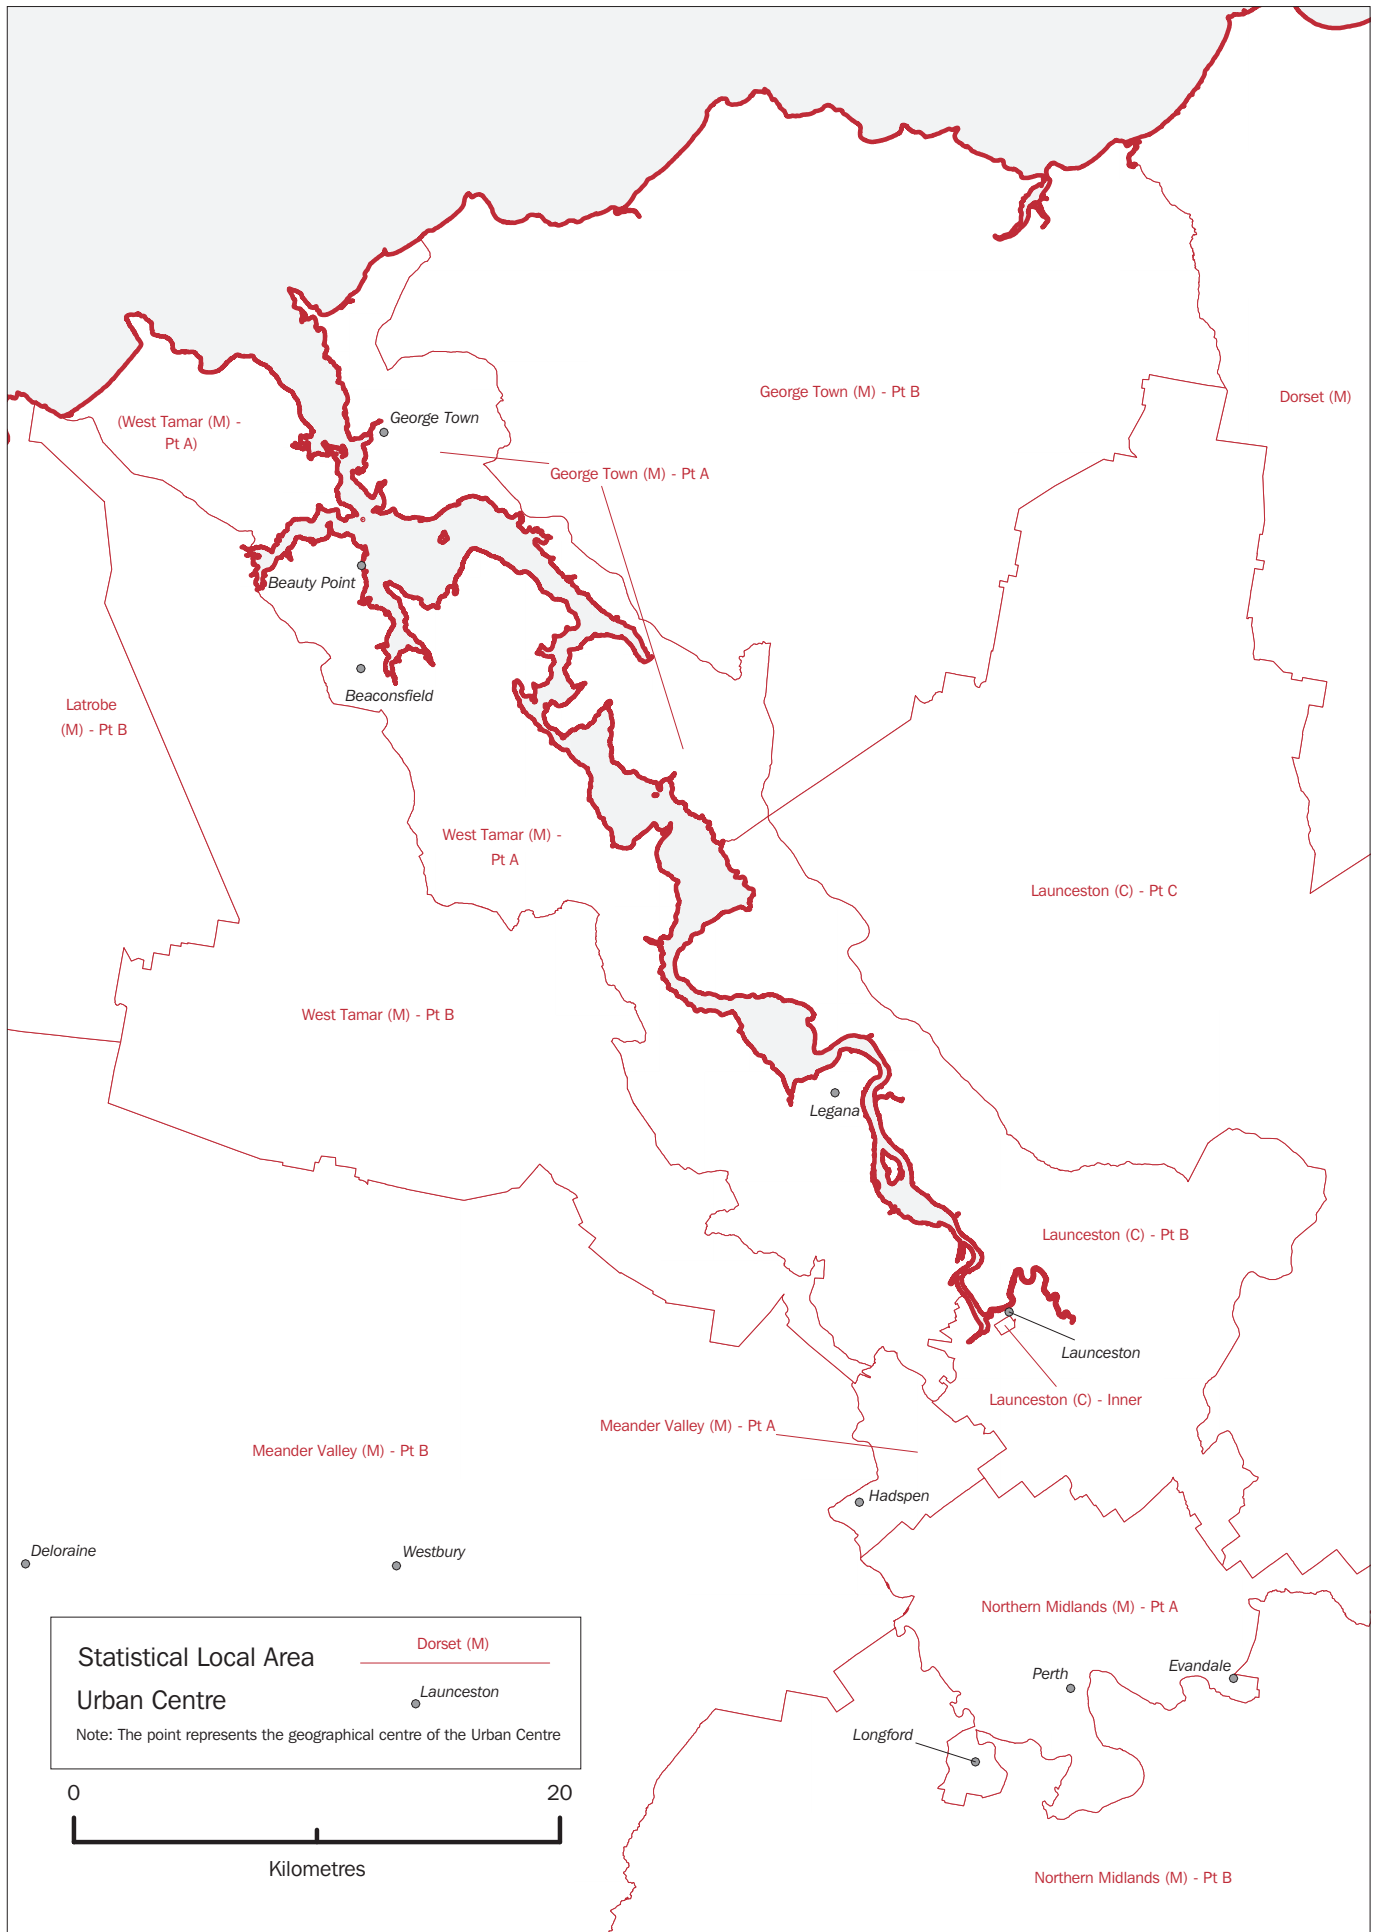 George Town (M) - Pt B
Dorset (M)
(West Tamar (M) -
Pt A)
George Town
George Town (M) - Pt A
Beauty Point
Beaconsfield
Latrobe
(M) - Pt B
West Tamar (M) -
Pt A
Launceston (C) - Pt C
West Tamar (M) - Pt B
Legana
Launceston (C) - Pt B
Launceston
Launceston (C) - Inner
Meander Valley (M) - Pt A
Meander Valley (M) - Pt B
Hadspen
Deloraine
Westbury
Northern Midlands (M) - Pt A
Perth
Evandale
Longford
Northern Midlands (M) - Pt B
Statistical Local Area
Dorset (M)
Urban Centre
Launceston
Note: The point represents the geographical centre of the Urban Centre
0
20
Kilometres